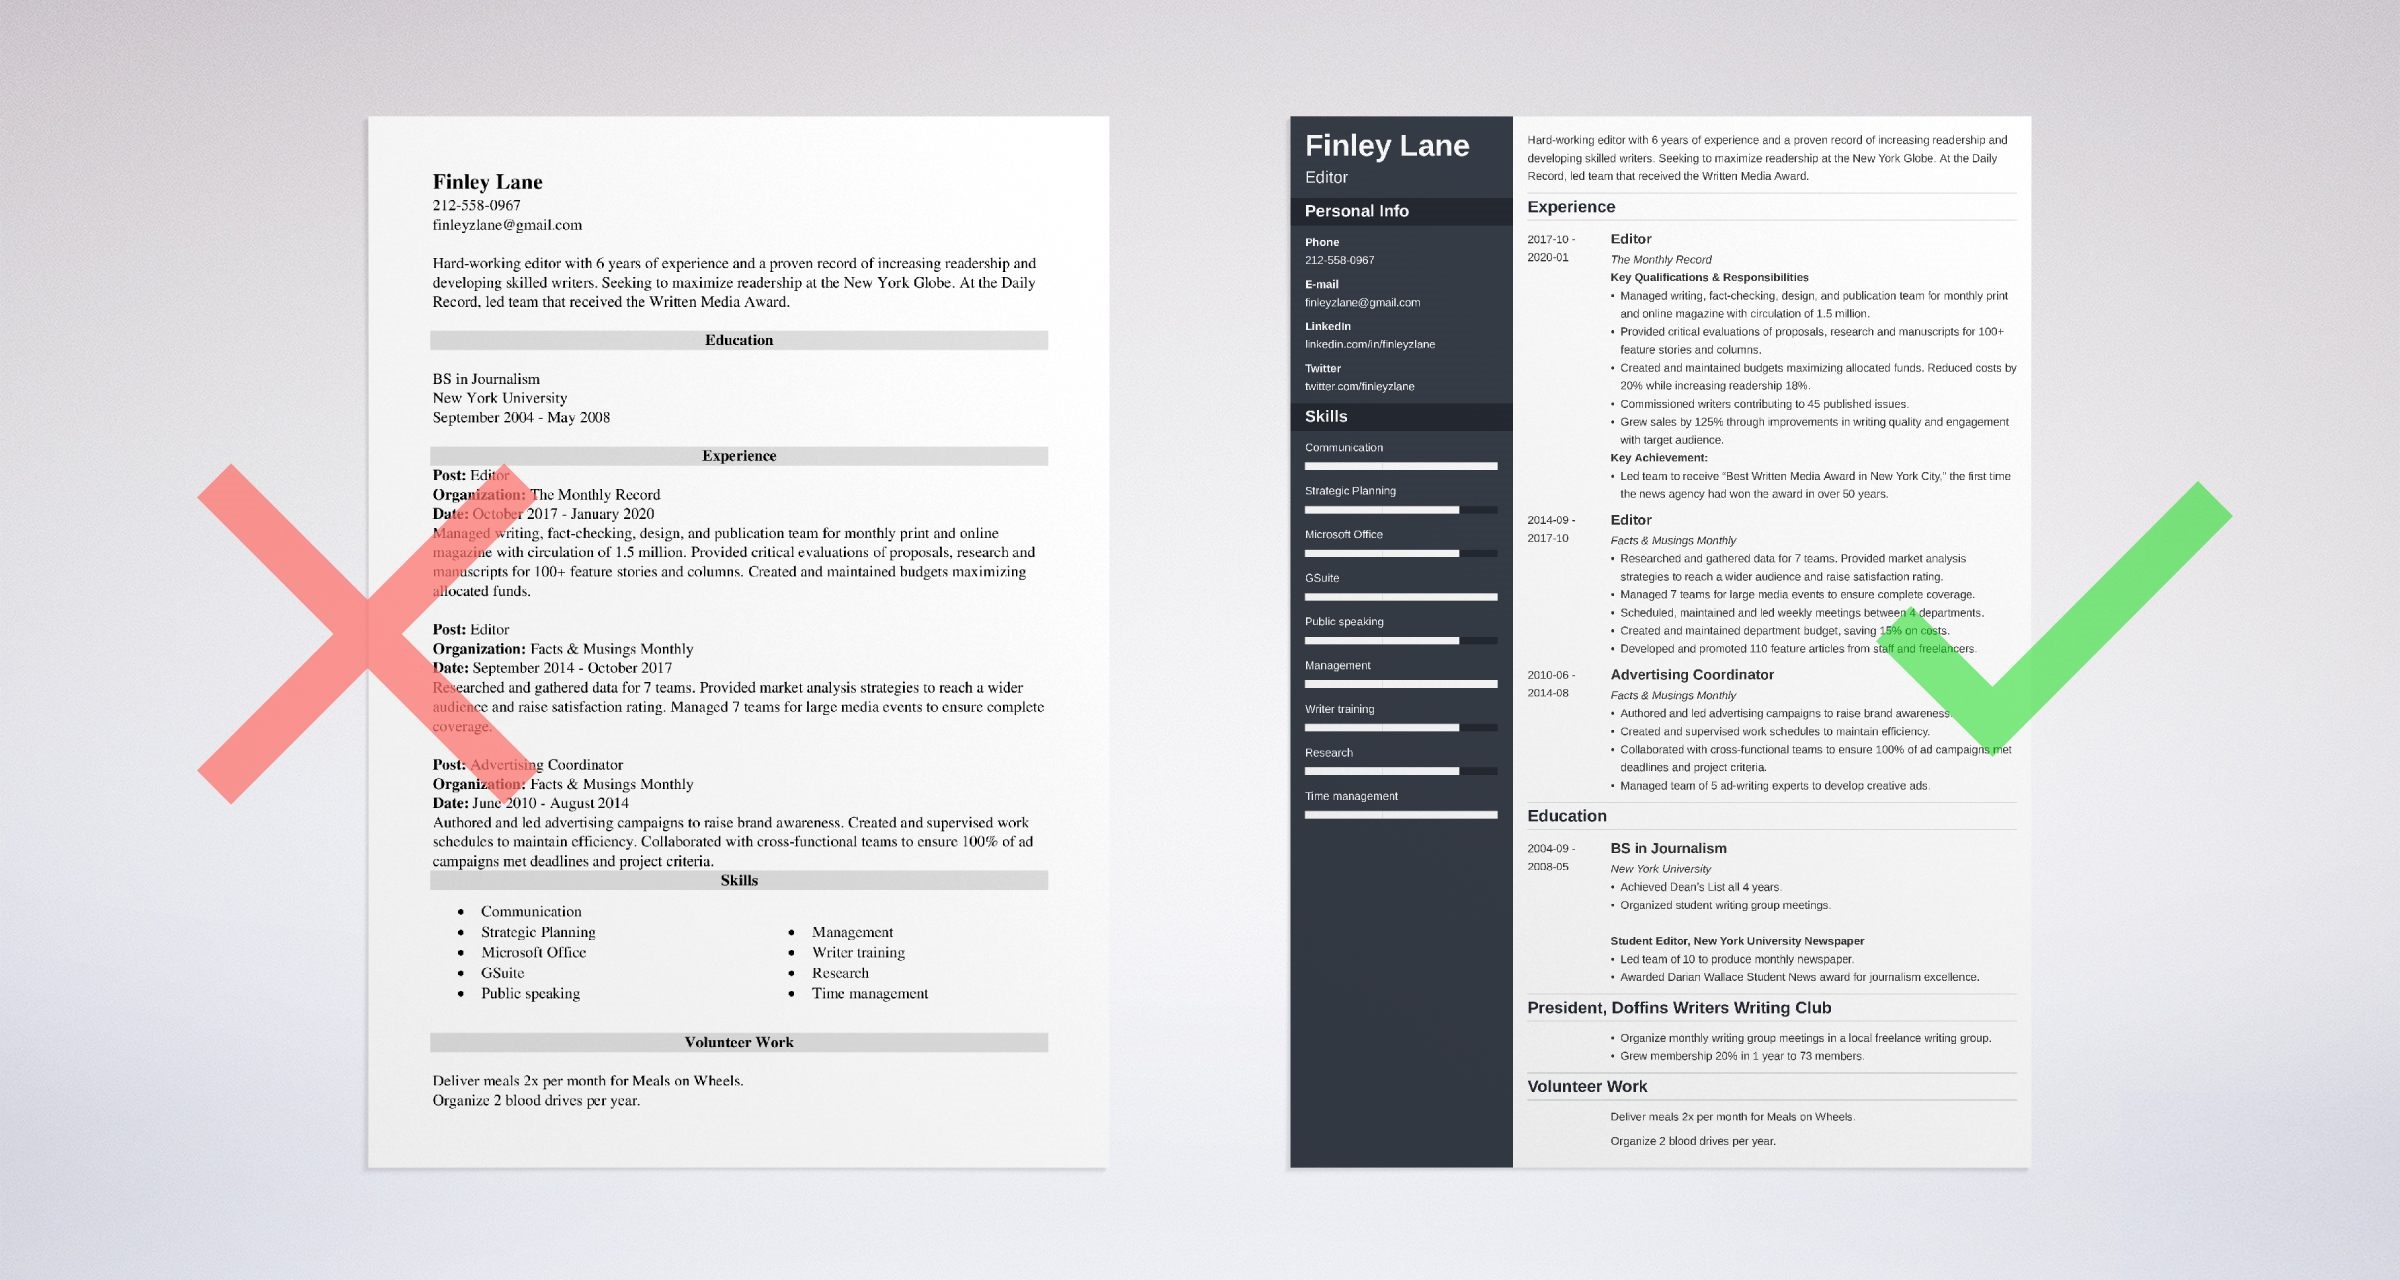 Finley Lane
212-558-0967
finleyzlane@gmail.com
Hard-working editor with 6 years of experience and a proven record of increasing readership and
developing skilled writers. Seeking to maximize readership at the New York Globe. At the Daily
Record, led team that received the Written Media Award.
Education
BS in Journalism
New York University
September 2004 - May 2008
Experience
Post: Editor
Organization: The Monthly Record
Date: October 2017 - January 2020
Managed writing, fact-checking, design, and publication team for monthly print and online
magazine with circulation of 1.5 million. Provided critical evaluations of proposals, research and
manuscripts for 100+ feature stories and columns. Created and maintained budgets maximizing
allocated funds.
Post: Editor
Organization: Facts & Musings Monthly
Date: September 2014 - October 2017
Researched and gathered data for 7 teams. Provided market analysis strategies to reach a wider
audience and raise satisfaction rating. Managed 7 teams for large media events to ensure complete
coverage.
Post: Advertising Coordinator
Organization: Facts & Musings Monthly
Date: June 2010 - August 2014
Authored and led advertising campaigns to raise brand awareness. Created and supervised work
schedules to maintain efficiency. Collaborated with cross-functional teams to ensure 100% of ad
campaigns met deadlines and project criteria.
Skills
• Communication
• Strategic Planning
• Microsoft Office
• GSuite
• Public speaking
• Management
• Writer training
• Research
• Time management
Volunteer Work
Deliver meals 2x per month for Meals on Wheels.
Organize 2 blood drives per year.
Finley Lane
Editor
Personal Info
Phone
212-558-0967
E-mail
finleyzlane@gmail.com
LinkedIn
linkedin.com/in/finleyzlane
Twitter
twitter.com/finleyzlane
Skills
Communication
Strategic Planning
Microsoft Office
GSuite
Public speaking
Management
Writer training
Research
Time management
Hard-working editor with 6 years of experience and a proven record of increasing readership and
developing skilled writers. Seeking to maximize readership at the New York Globe. At the Daily
Record, led team that received the Written Media Award.
Experience
2017-10 -
2020-01
Editor
The Monthly Record
Key Qualifications & Responsibilities
• Managed writing, fact-checking, design, and publication team for monthly print
and online magazine with circulation of 1.5 million.
• Provided critical evaluations of proposals, research and manuscripts for 100+
feature stories and columns.
• Created and maintained budgets maximizing allocated funds. Reduced costs by
20% while increasing readership 18%.
• Commissioned writers contributing to 45 published issues.
• Grew sales by 125% through improvements in writing quality and engagement
with target audience.
Key Achievement:
• Led team to receive “Best Written Media Award in New York City,” the first time
the news agency had won the award in over 50 years.
2014-09 -
2017-10
Editor
Facts & Musings Monthly
• Researched and gathered data for 7 teams. Provided market analysis
strategies to reach a wider audience and raise satisfaction rating.
• Managed 7 teams for large media events to ensure complete coverage.
• Scheduled, maintained and led weekly meetings between 4 departments.
• Created and maintained department budget, saving 15% on costs.
• Developed and promoted 110 feature articles from staff and freelancers.
2010-06 -
2014-08
Advertising Coordinator
Facts & Musings Monthly
• Authored and led advertising campaigns to raise brand awareness.
• Created and supervised work schedules to maintain efficiency.
• Collaborated with cross-functional teams to ensure 100% of ad campaigns met
deadlines and project criteria.
• Managed team of 5 ad-writing experts to develop creative ads.
Education
2004-09 -
2008-05
BS in Journalism
New York University
• Achieved Dean’s List all 4 years.
• Organized student writing group meetings.
Student Editor, New York University Newspaper
• Led team of 10 to produce monthly newspaper.
• Awarded Darian Wallace Student News award for journalism excellence.
President, Doffins Writers Writing Club
• Organize monthly writing group meetings in a local freelance writing group.
• Grew membership 20% in 1 year to 73 members.
Volunteer Work
Deliver meals 2x per month for Meals on Wheels.
Organize 2 blood drives per year.